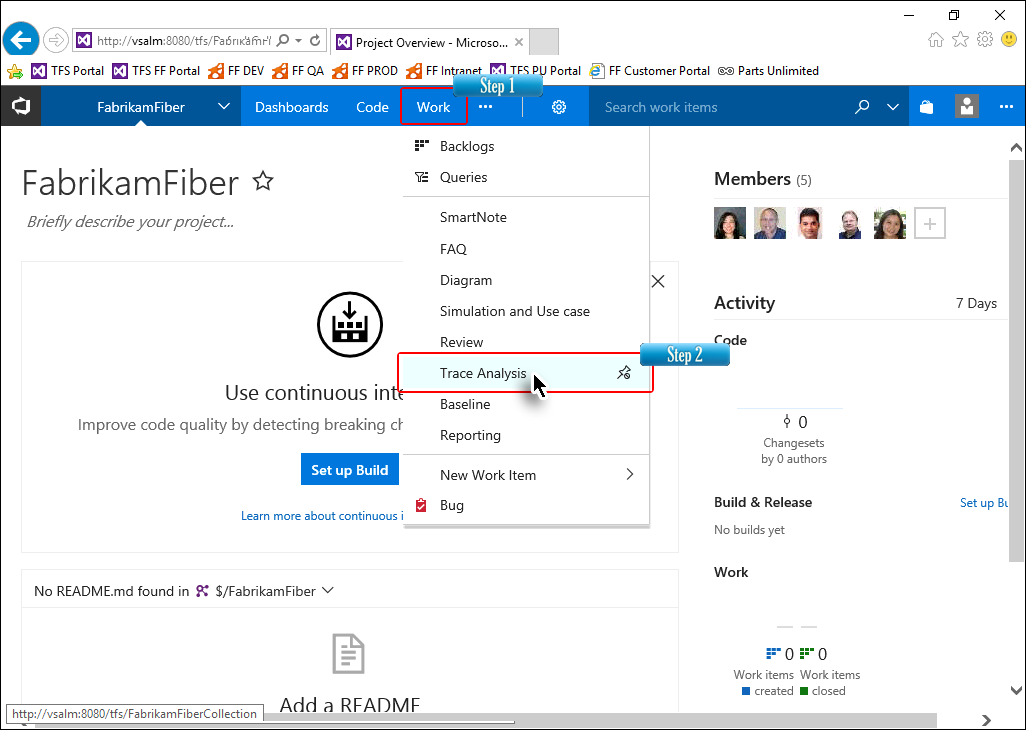 http://vsalm:8080/tfs/
Project Overview - Microso...
TFS Portal
TFS FF Portal
FF DEV
FF QA
FF PROD
FF Intranet
TFS PU Portal
FF Customer Portal
Parts Unlimited
Step 1
FabrikamFiber
Dashboards
Code
Work
Search work items
Backlogs
Queries
SmartNote
FAQ
Diagram
Simulation and Use case
Review
Trace Analysis
Step 2
Baseline
Reporting
New Work Item
Bug
FabrikamFiber
Briefly describe your project...
Use continuous inte
Improve code quality by detecting breaking ch
Set up Build
Learn more about continuous i
No README.md found in $/FabrikamFiber
Add a README
Members (5)
Activity
7 Days
Code
0
Changesets
by 0 authors
Build & Release
Set up Bu
No builds yet
Work
0 0
Work items Work items
created closed
http://vsalm:8080/tfs/FabrikamFiberCollection